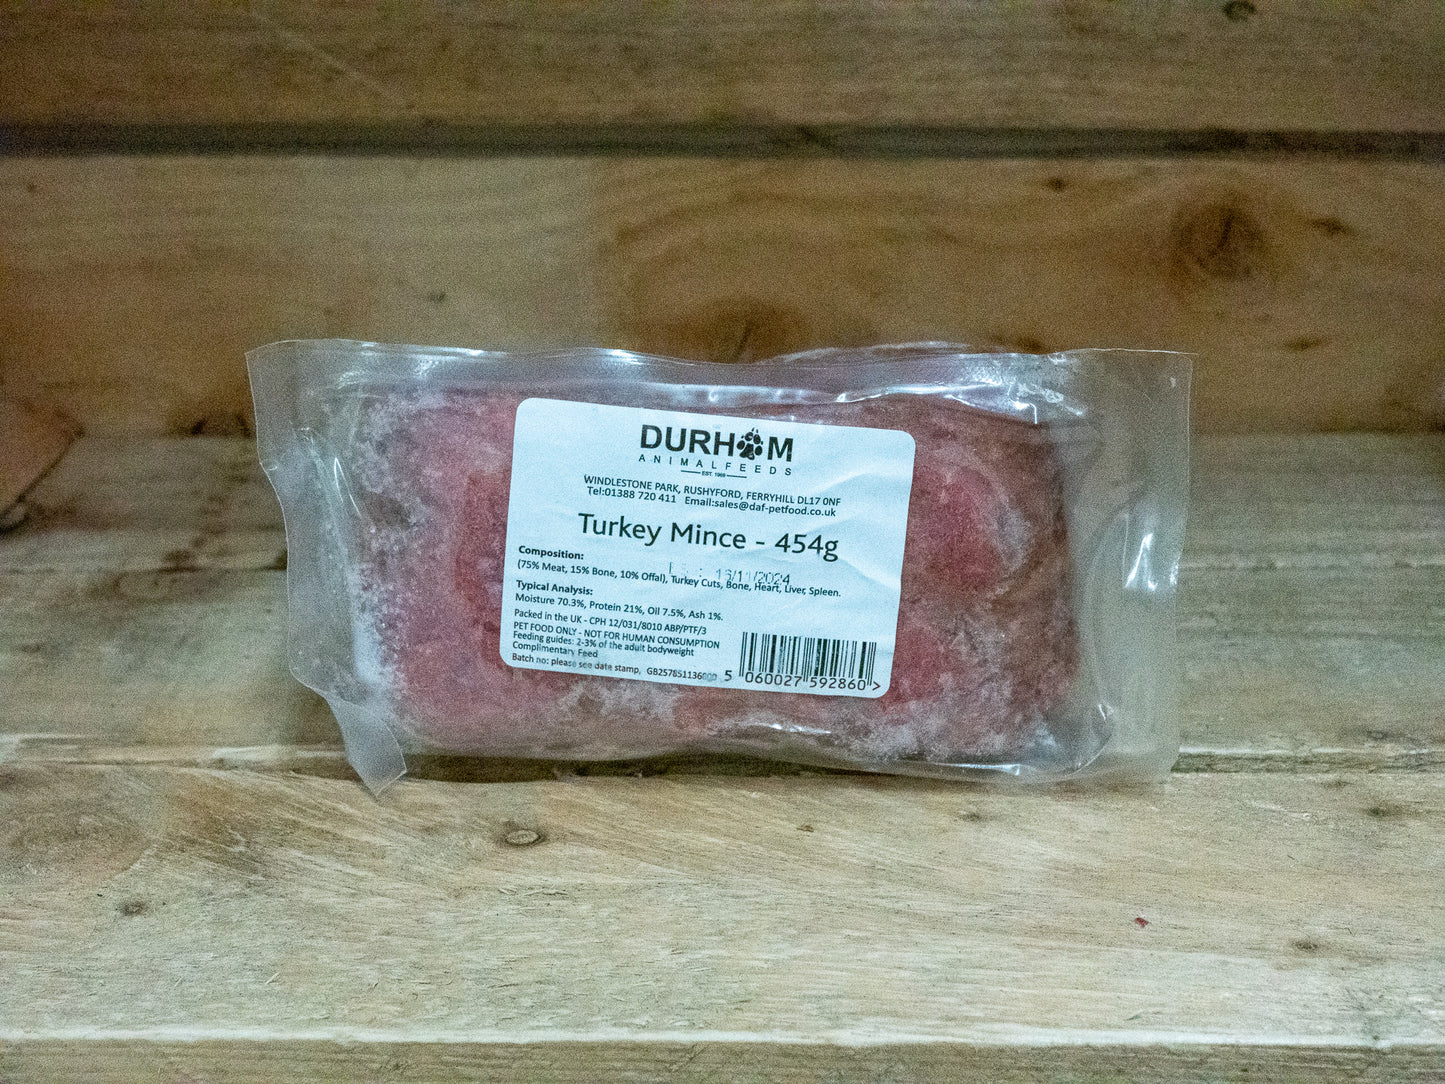 DURHAM
ANIMALFEEDS
EST. 1969
WINDLESTONE PARK, RUSHYFORD, FERRYHILL DL17 0NF
Tel:01388 720 411 Email:sales@daf-petfood.co.uk
Turkey Mince - 454g
Composition:
/11/2024
(75% Meat, 15% Bone, 10% Offal), Turkey Cuts, Bone, Heart, Liver, Spleen.
Typical Analysis:
Moisture 70.3%, Protein 21%, Oil 7.5%, Ash 1%.
Packed in the UK - CPH 12/031/8010 ABP/PTF/3
PET FOOD ONLY - NOT FOR HUMAN CONSUMPTION
Feeding guides: 2-3% of the adult bodyweight
Complimentary Feed
Batch no: please see date stamp,
5 060027 592860 >